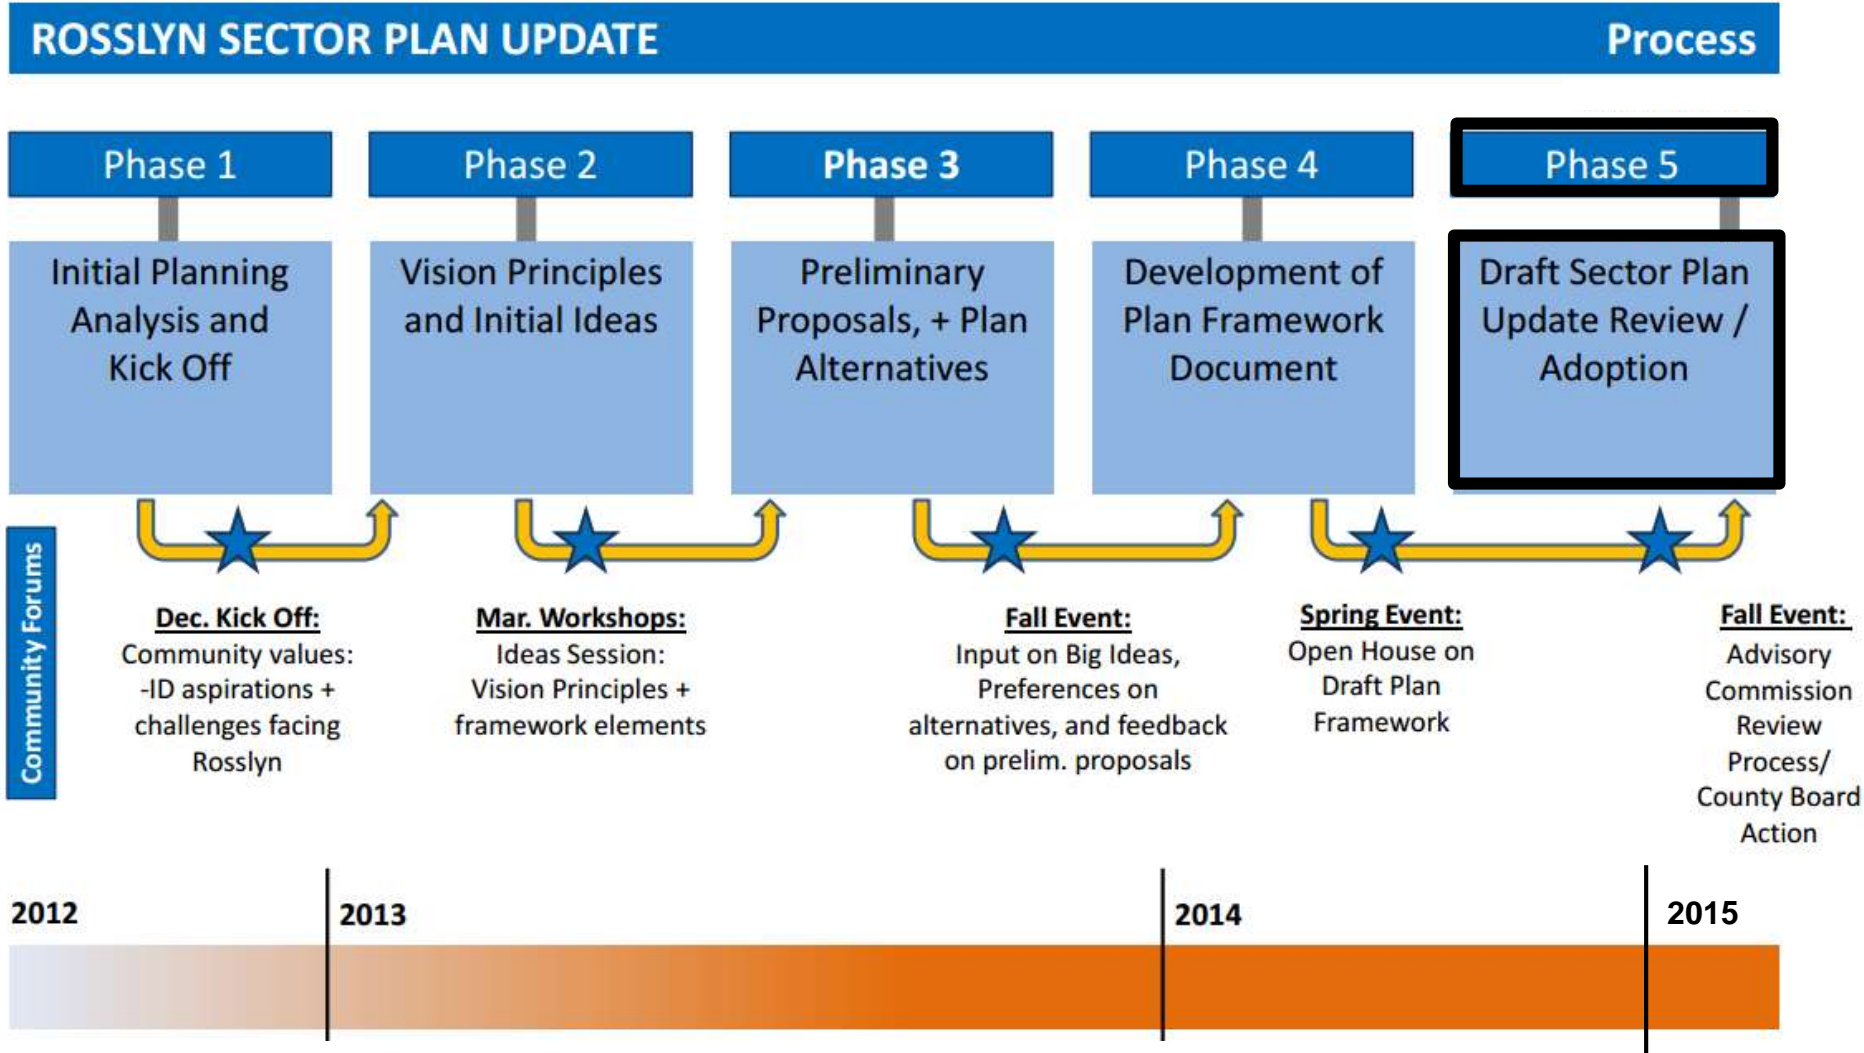 ROSSLYN SECTOR PLAN UPDATE
Process
Phase 1
Initial Planning
Analysis and
Kick Off
Phase 2
Vision Principles
and Initial Ideas
Phase 3
Preliminary
Proposals, + Plan
Alternatives
Phase 4
Development of
Plan Framework
Document
Phase 5
Draft Sector Plan
Update Review /
Adoption
Community Forums
Dec. Kick Off:
Community values:
-ID aspirations +
challenges facing
Rosslyn
Mar. Workshops:
Ideas Session:
Vision Principles +
framework elements
Fall Event:
Input on Big Ideas,
Preferences on
alternatives, and feedback
on prelim. proposals
Spring Event:
Open House on
Draft Plan
Framework
Fall Event:
Advisory
Commission
Review
Process/
County Board
Action
2012
2013
2014
2015